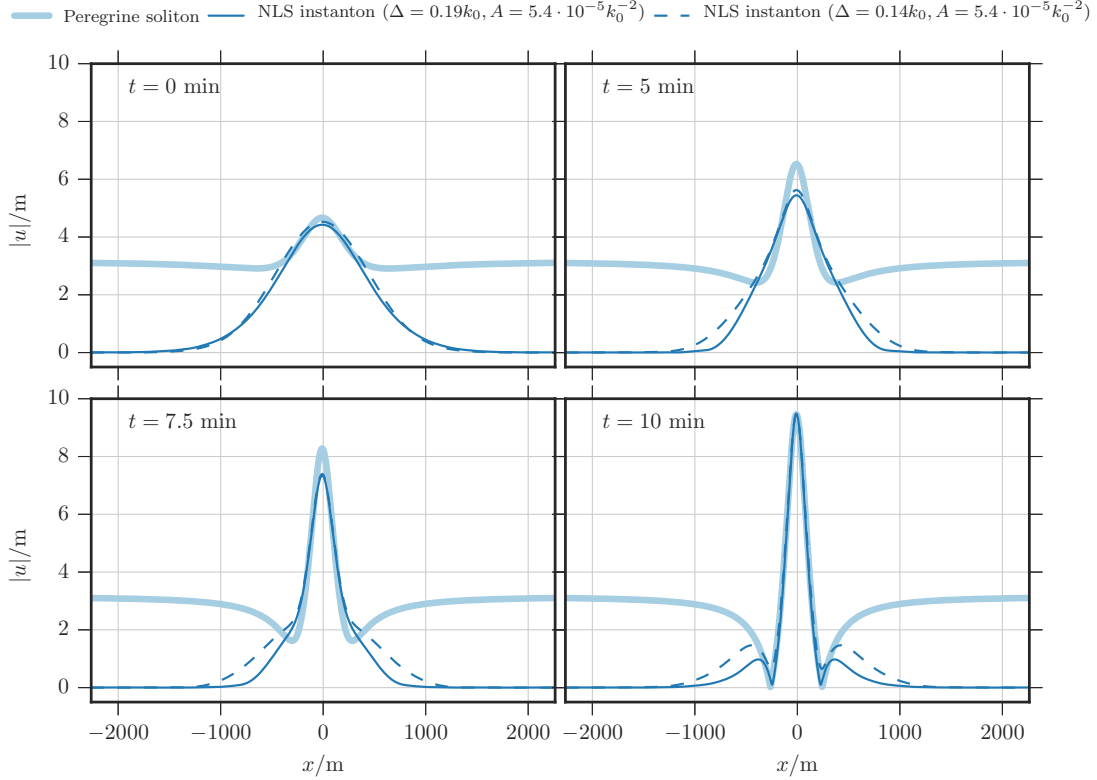 Peregrine soliton NLS instanton (Δ = 0.19k₀, A = 5.4 · 10⁻⁵k₀⁻²) NLS instanton (Δ = 0.14k₀, A = 5.4 · 10⁻⁵k₀⁻²)
t = 0 min
t = 5 min
10
8
6
4
2
0
|u|/m
t = 7.5 min
t = 10 min
10
8
6
4
2
0
|u|/m
−2000 −1000 0 1000 2000
−2000 −1000 0 1000 2000
x/m
x/m